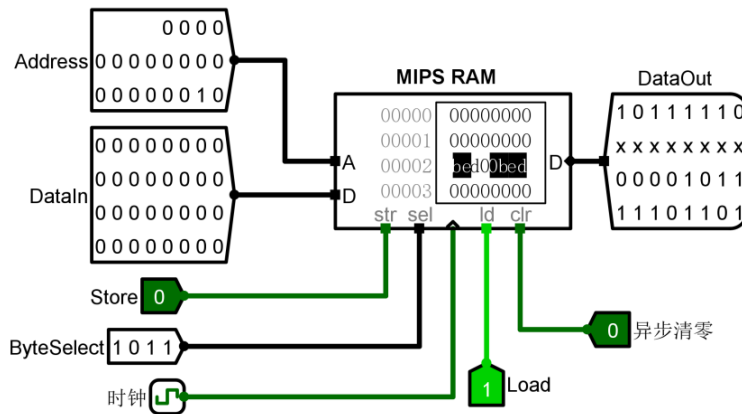 MIPS RAM
Address
0000
00000000
00000010
DataIn
00000000
00000000
00000000
00000000
00000 00000000
00001 00000000
00002 bed00bed
00003 00000000
A
D
D
str sel ld clr
DataOut
10111110
xxxxxxxx
00001011
11101101
Store 0
ByteSelect 1011
时钟
1 Load
0 异步清零